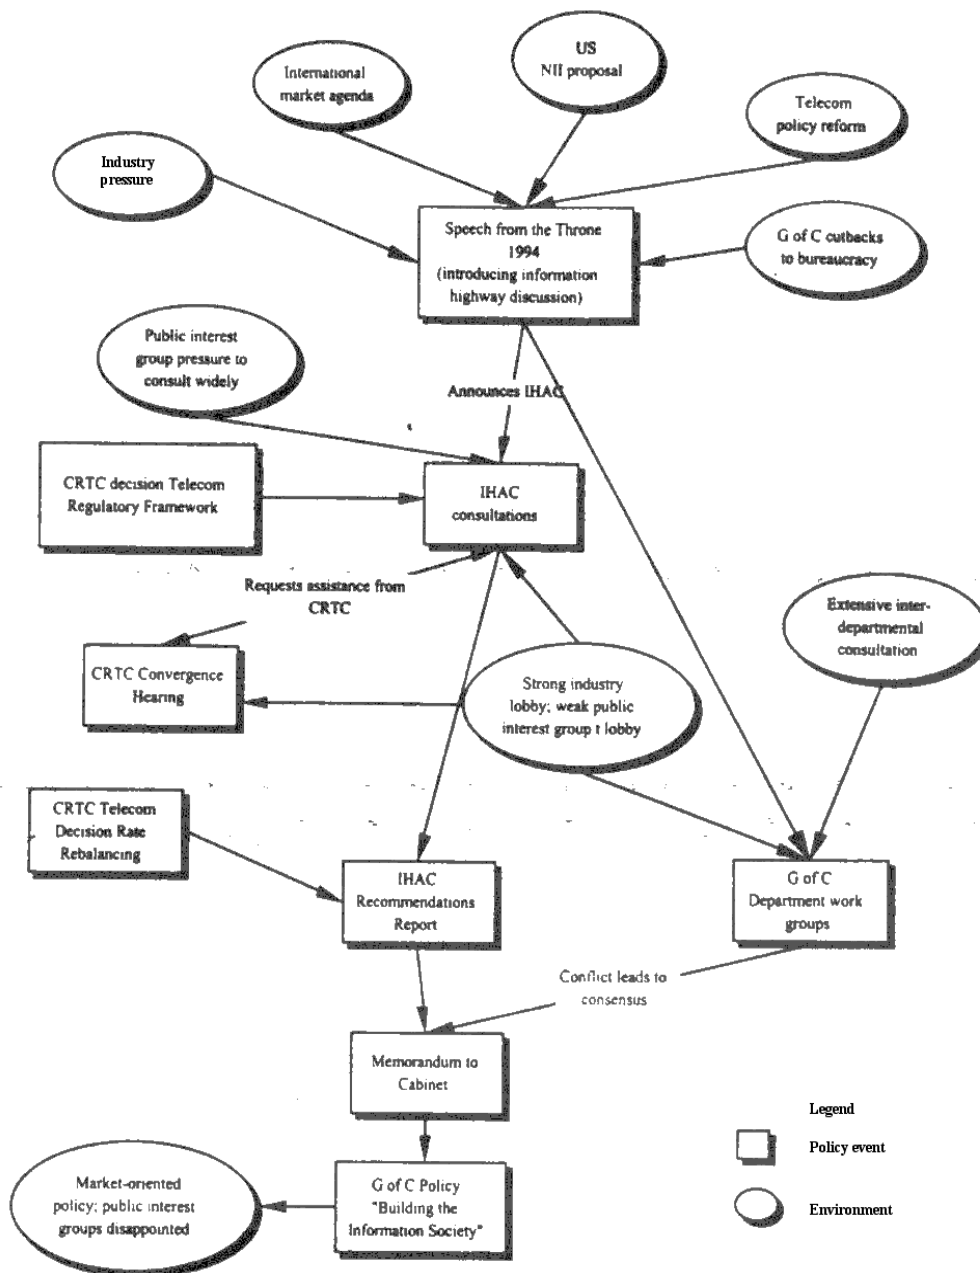 US
NII proposal
International
market agenda
Telecom
policy reform
Industry
pressure
Speech from the Throne
1994
(introducing information
highway discussion)
G of C cutbacks
to bureaucracy
Public interest
group pressure to
consult widely
Announces IHAC
CRTC decision Telecom
Regulatory Framework
IHAC
consultations
Requests assistance from
CRTC
Extensive inter-
departmental
consultation
CRTC Convergence
Hearing
Strong industry
lobby; weak public
interest group t lobby
CRTC Telecom
Decision Rate
Rebalancing
IHAC
Recommendations
Report
G of C
Department work
groups
Conflict leads to
consensus
Memorandum to
Cabinet
Legend
Policy event
Environment
Market-oriented
policy; public interest
groups disappointed
G of C Policy
"Building the
Information Society"